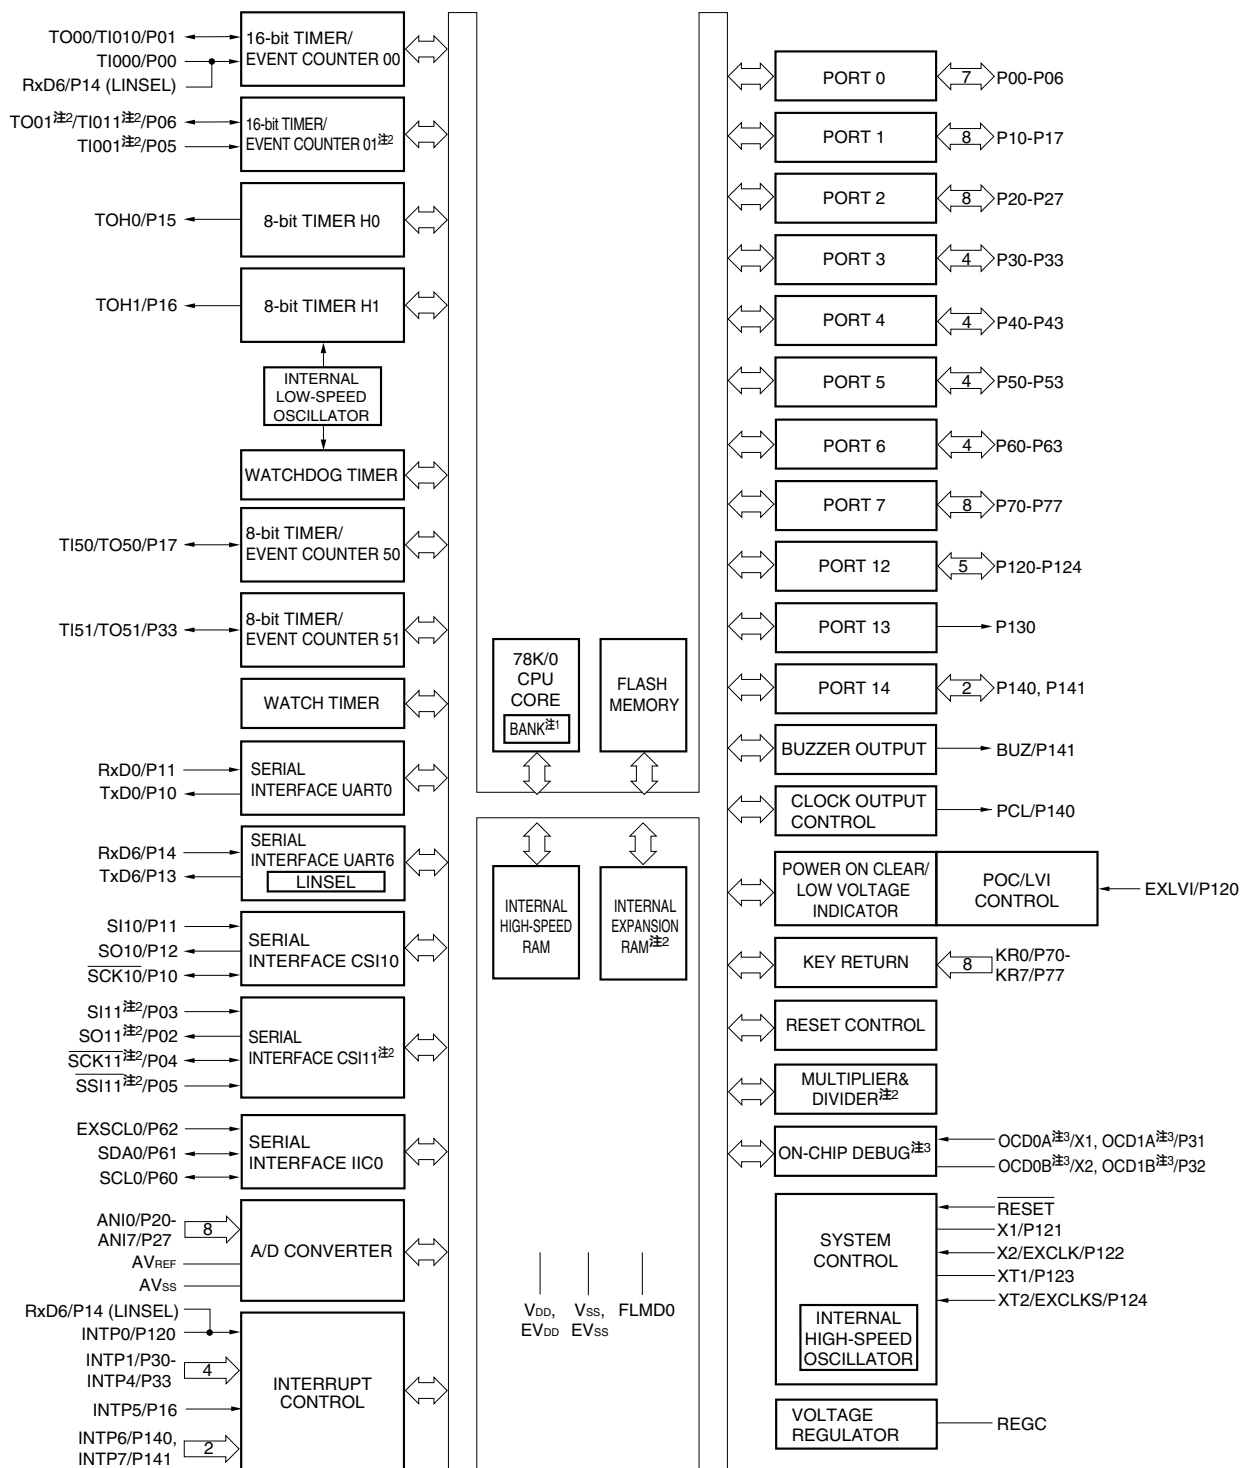 TO00/TI010/P01
TI000/P00
RxD6/P14 (LINSEL)
16-bit TIMER/
EVENT COUNTER 00
TO01注2/TI011注2/P06
TI001注2/P05
16-bit TIMER/
EVENT COUNTER 01注2
TOH0/P15
8-bit TIMER H0
TOH1/P16
8-bit TIMER H1
INTERNAL
LOW-SPEED
OSCILLATOR
WATCHDOG TIMER
TI50/TO50/P17
8-bit TIMER/
EVENT COUNTER 50
TI51/TO51/P33
8-bit TIMER/
EVENT COUNTER 51
WATCH TIMER
RxD0/P11
TxD0/P10
SERIAL
INTERFACE UART0
RxD6/P14
TxD6/P13
SERIAL
INTERFACE UART6
LINSEL
SI10/P11
SO10/P12
SCK10/P10
SERIAL
INTERFACE CSI10
SI11注2/P03
SO11注2/P02
SCK11注2/P04
SSI11注2/P05
SERIAL
INTERFACE CSI11注2
EXSCL0/P62
SDA0/P61
SCL0/P60
SERIAL
INTERFACE IIC0
ANI0/P20-
ANI7/P27
8
AVREF
AVSS
A/D CONVERTER
RxD6/P14 (LINSEL)
INTP0/P120
INTP1/P30-
INTP4/P33
4
INTP5/P16
INTP6/P140,
INTP7/P141
2
INTERRUPT
CONTROL
78K/0
CPU
CORE
BANK注1
FLASH
MEMORY
INTERNAL
HIGH-SPEED
RAM
INTERNAL
EXPANSION
RAM注2
VDD,
EVDD
VSS,
EVSS
FLMD0
PORT 0
7
P00-P06
PORT 1
8
P10-P17
PORT 2
8
P20-P27
PORT 3
4
P30-P33
PORT 4
4
P40-P43
PORT 5
4
P50-P53
PORT 6
4
P60-P63
PORT 7
8
P70-P77
PORT 12
5
P120-P124
PORT 13
P130
PORT 14
2
P140, P141
BUZZER OUTPUT
BUZ/P141
CLOCK OUTPUT
CONTROL
PCL/P140
POWER ON CLEAR/
LOW VOLTAGE
INDICATOR
POC/LVI
CONTROL
EXLVI/P120
KEY RETURN
8
KR0/P70-
KR7/P77
RESET CONTROL
MULTIPLIER&
DIVIDER注2
ON-CHIP DEBUG注3
OCD0A注3/X1, OCD1A注3/P31
OCD0B注3/X2, OCD1B注3/P32
SYSTEM
CONTROL
INTERNAL
HIGH-SPEED
OSCILLATOR
RESET
X1/P121
X2/EXCLK/P122
XT1/P123
XT2/EXCLKS/P124
VOLTAGE
REGULATOR
REGC